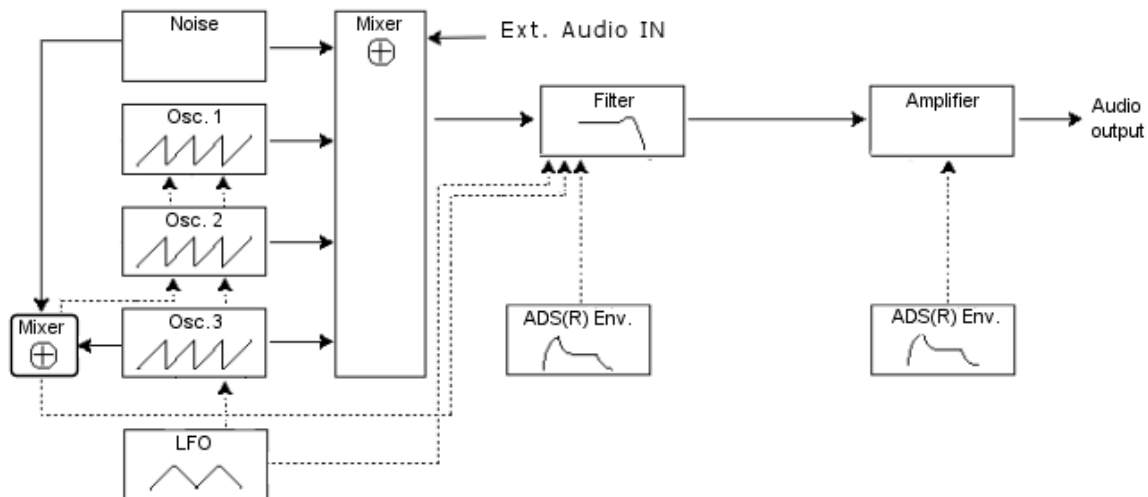 Noise
Mixer
Ext. Audio IN
Osc. 1
Filter
Amplifier
Audio
output
Osc. 2
Mixer
Osc.3
ADS(R) Env.
ADS(R) Env.
LFO